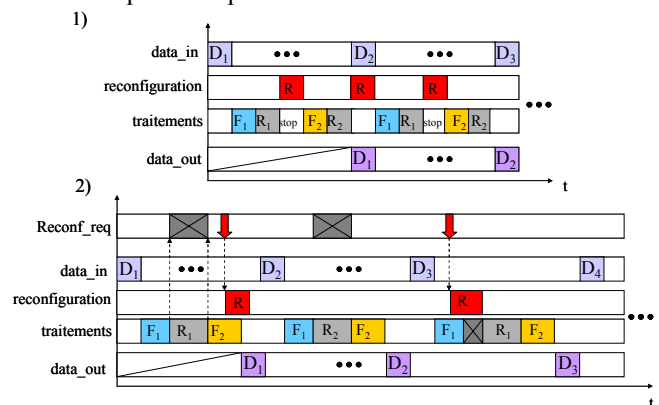 1)
data_in D₁ ••• D₂ ••• D₃
reconfiguration R R R
•••
traitements F₁ R₁ stop F₂ R₂ F₁ R₁ stop F₂ R₂
data_out D₁ ••• D₂
t
2)
Reconf_req
data_in D₁ ••• D₂ ••• D₃ D₄
reconfiguration R R
•••
traitements F₁ R₁ F₂ F₁ R₂ F₂ F₁ R₁ F₂
data_out D₁ ••• D₂ D₃
t